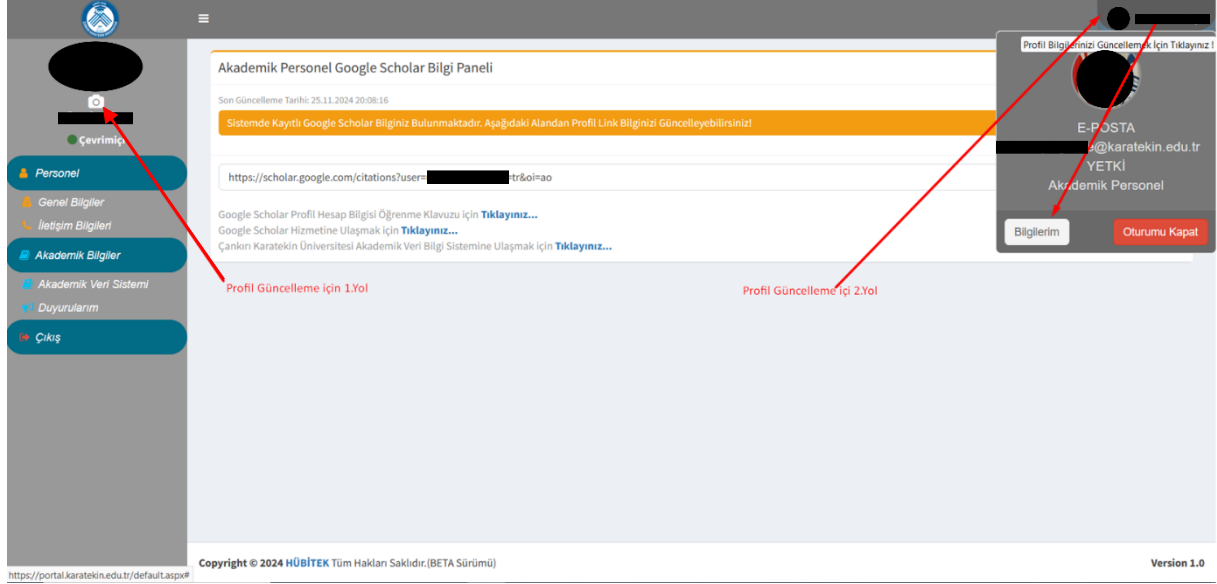 Profil Bilgilerinizi Güncellemek İçin Tıklayınız !
Akademik Personel Google Scholar Bilgi Paneli
Son Güncelleme Tarihi: 25.11.2024 20:08:16
Sistemde Kayıtlı Google Scholar Bilginiz Bulunmaktadır. Aşağıdaki Alandan Profil Link Bilginizi Güncelleyebilirsiniz!
https://scholar.google.com/citations?user= =tr&oi=ao
Google Scholar Profil Hesap Bilgisi Öğrenme Klavuzu için Tıklayınız...
Google Scholar Hizmetine Ulaşmak için Tıklayınız...
Çankırı Karatekin Üniversitesi Akademik Veri Bilgi Sistemine Ulaşmak için Tıklayınız...
E-POSTA
@karatekin.edu.tr
YETKİ
Akademik Personel
Bilgilerim
Oturumu Kapat
Çevrimiçi
Personel
Genel Bilgiler
İletişim Bilgileri
Akademik Bilgiler
Akademik Veri Sistemi
Duyurularım
Çıkış
Profil Güncelleme için 1.Yol
Profil Güncelleme içi 2.Yol
Copyright © 2024 HÜBİTEK Tüm Hakları Saklıdır.(BETA Sürümü)
Version 1.0
https://portal.karatekin.edu.tr/default.aspx#